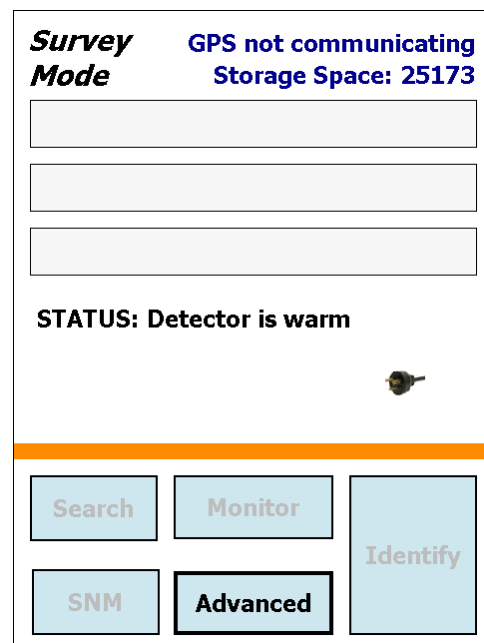 Survey Mode
GPS not communicating
Storage Space: 25173
STATUS: Detector is warm
Search
Monitor
Identify
SNM
Advanced